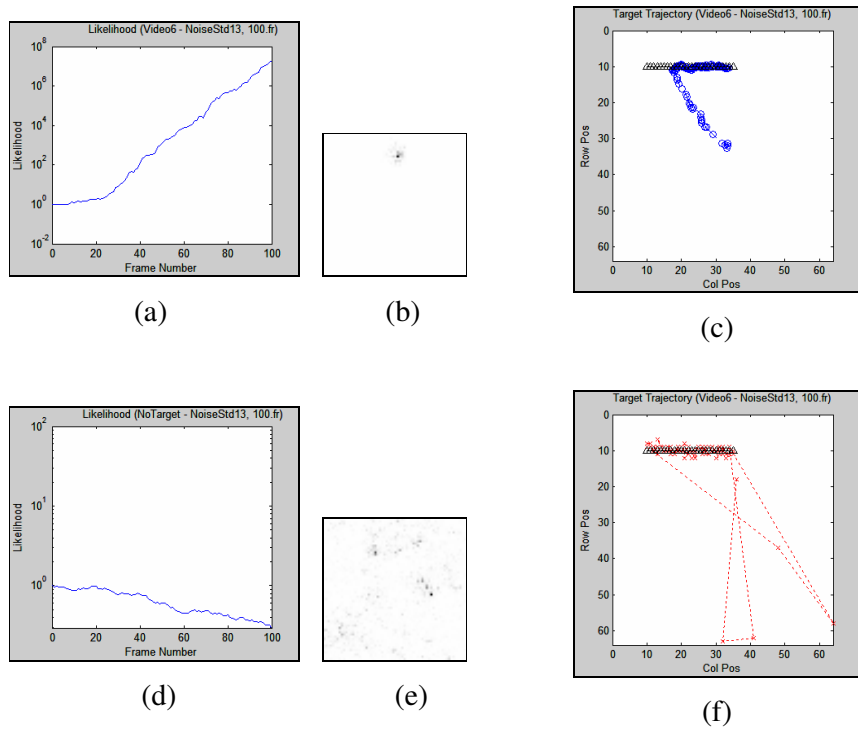 Likelihood (Video6 - NoiseStd13, 100.fr)
10^8
10^6
10^4
10^2
10^0
10^-2
Likelihood
0 20 40 60 80 100
Frame Number
(a)
(b)
Target Trajectory (Video6 - NoiseStd13, 100.fr)
0
10
20
30
40
50
60
Row Pos
0 10 20 30 40 50 60
Col Pos
(c)
Likelihood (NoTarget - NoiseStd13, 100.fr)
10^2
10^1
10^0
Likelihood
0 20 40 60 80 100
Frame Number
(d)
(e)
Target Trajectory (Video6 - NoiseStd13, 100.fr)
0
10
20
30
40
50
60
Row Pos
0 10 20 30 40 50 60
Col Pos
(f)